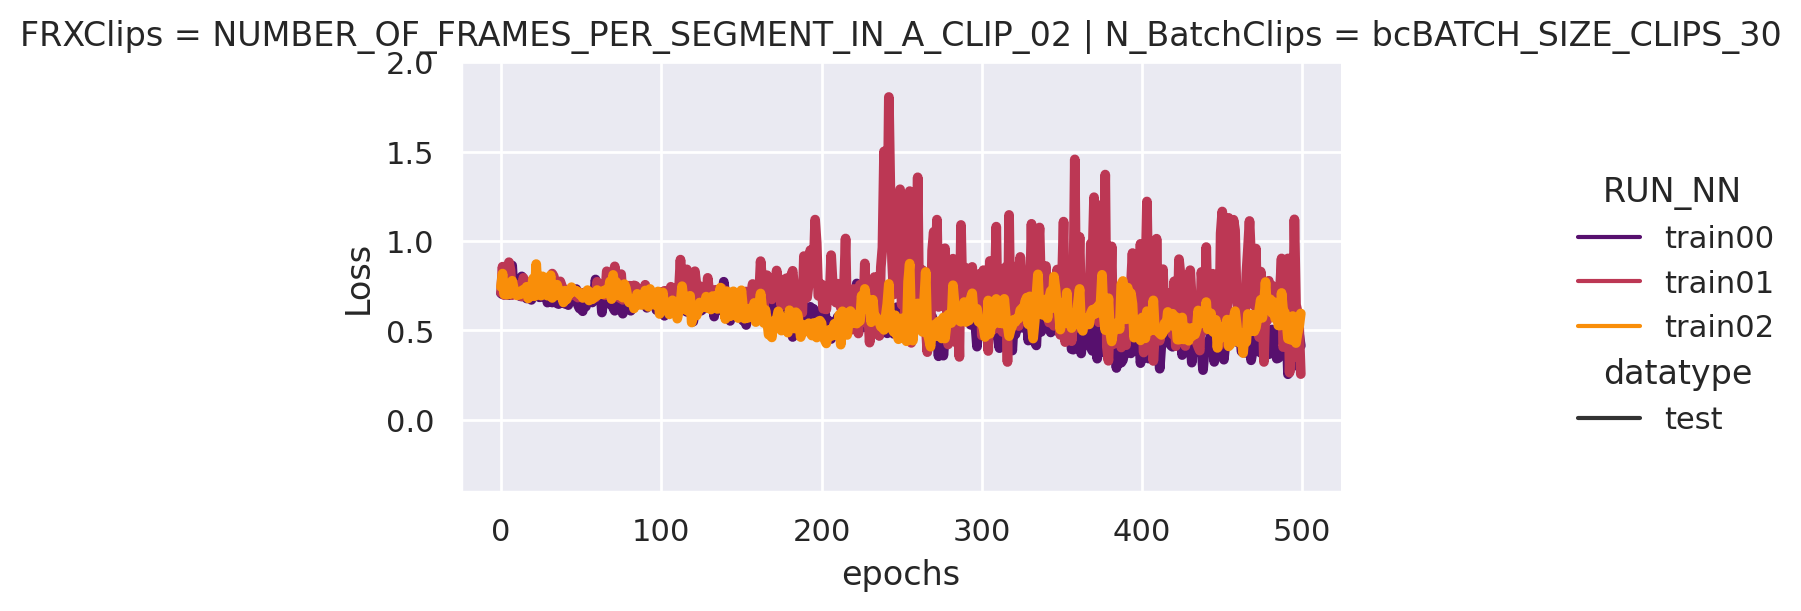 FRXClips = NUMBER_OF_FRAMES_PER_SEGMENT_IN_A_CLIP_02 | N_BatchClips = bcBATCH_SIZE_CLIPS_30
2.0
1.5
1.0
0.5
0.0
Loss
0 100 200 300 400 500
epochs
RUN_NN
train00
train01
train02
datatype
test